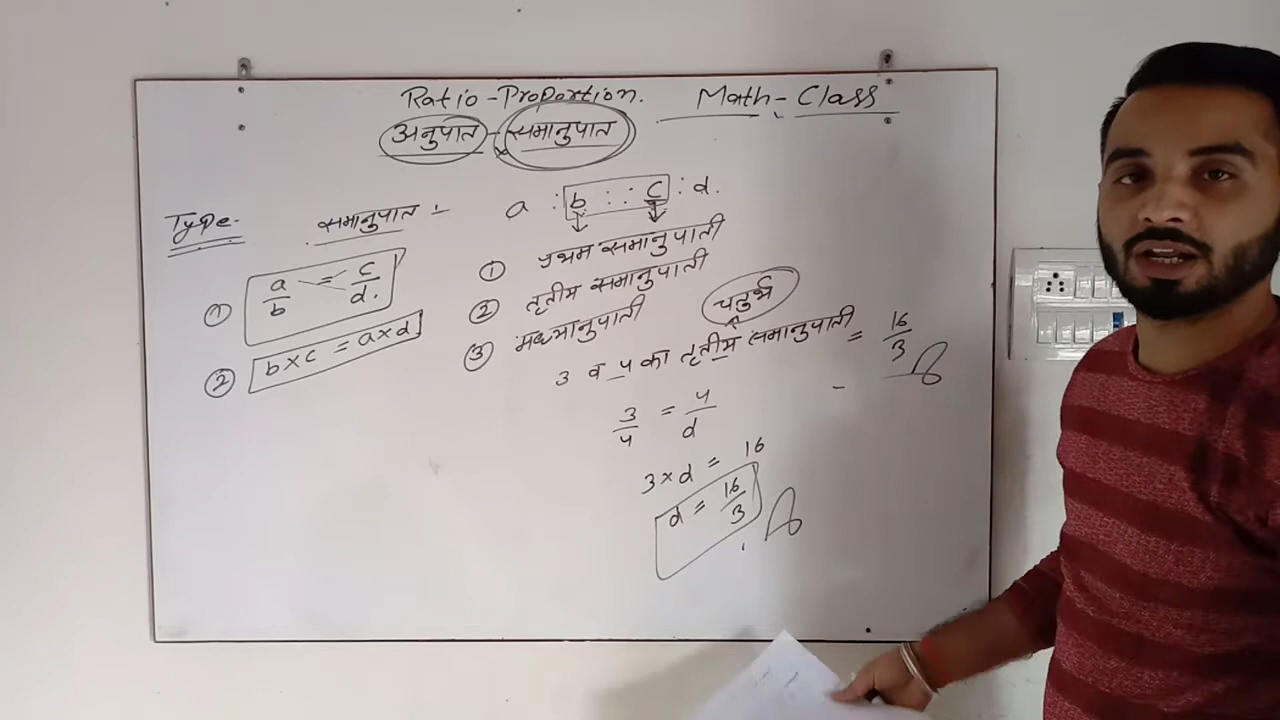 Ratio - Proportion. Math - Class
अनुपात - समानुपात
Type. समानुपात :-
a : b :: c : d.
① a/b = c/d.
② b×c = a×d
① प्रथम समानुपाती
② तृतीय समानुपाती
③ मध्यानुपाती
चतुर्थ
3 व 4 का तृतीय समानुपाती = 16/3
3/4 = 4/d
3×d = 16
d = 16/3